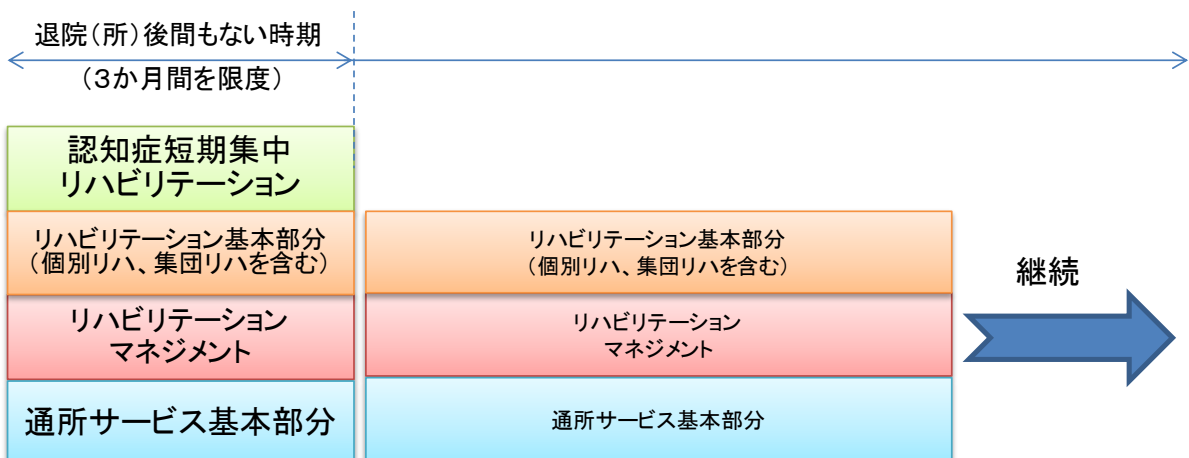 退院（所）後間もない時期
（３か月間を限度）
認知症短期集中
リハビリテーション
リハビリテーション基本部分
（個別リハ、集団リハを含む）
リハビリテーション
マネジメント
通所サービス基本部分
リハビリテーション基本部分
（個別リハ、集団リハを含む）
リハビリテーション
マネジメント
通所サービス基本部分
継続